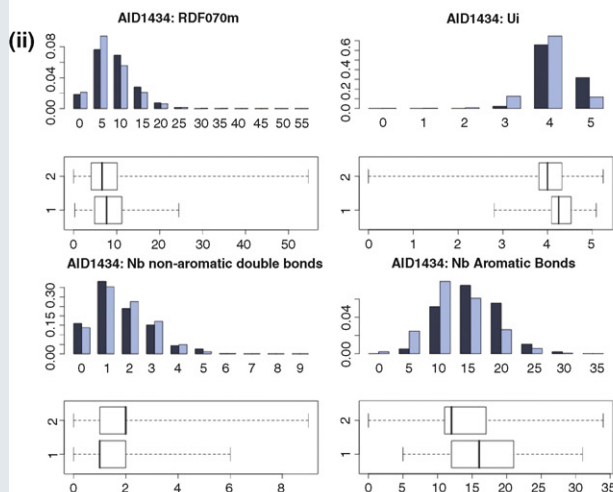 (ii)
AID1434: RDF070m
0.00 0.04 0.08
0 5 10 15 20 25 30 35 40 45 50 55
2
1
0 10 20 30 40 50
AID1434: Ui
0.0 0.2 0.4 0.6
0 1 2 3 4 5
2
1
0 1 2 3 4 5
AID1434: Nb non-aromatic double bonds
0.00 0.15 0.30
0 1 2 3 4 5 6 7 8 9
2
1
0 2 4 6 8
AID1434: Nb Aromatic Bonds
0.00 0.04
0 5 10 15 20 25 30 35
2
1
0 5 10 15 20 25 30 35